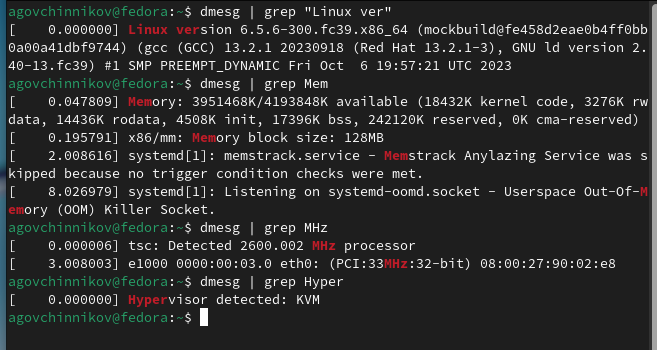 agovchinnikov@fedora:~$ dmesg | grep "Linux ver"
[    0.000000] Linux version 6.5.6-300.fc39.x86_64 (mockbuild@fe458d2eae0b4ff0bb
0a00a41dbf9744) (gcc (GCC) 13.2.1 20230918 (Red Hat 13.2.1-3), GNU ld version 2.
40-13.fc39) #1 SMP PREEMPT_DYNAMIC Fri Oct  6 19:57:21 UTC 2023
agovchinnikov@fedora:~$ dmesg | grep Mem
[    0.047809] Memory: 3951468K/4193848K available (18432K kernel code, 3276K rw
data, 14436K rodata, 4508K init, 17396K bss, 242120K reserved, 0K cma-reserved)
[    0.195791] x86/mm: Memory block size: 128MB
[    2.008616] systemd[1]: memstrack.service - Memstrack Anylazing Service was s
kipped because no trigger condition checks were met.
[    8.026979] systemd[1]: Listening on systemd-oomd.socket - Userspace Out-Of-M
emory (OOM) Killer Socket.
agovchinnikov@fedora:~$ dmesg | grep MHz
[    0.000006] tsc: Detected 2600.002 MHz processor
[    3.008003] e1000 0000:00:03.0 eth0: (PCI:33MHz:32-bit) 08:00:27:90:02:e8
agovchinnikov@fedora:~$ dmesg | grep Hyper
[    0.000000] Hypervisor detected: KVM
agovchinnikov@fedora:~$